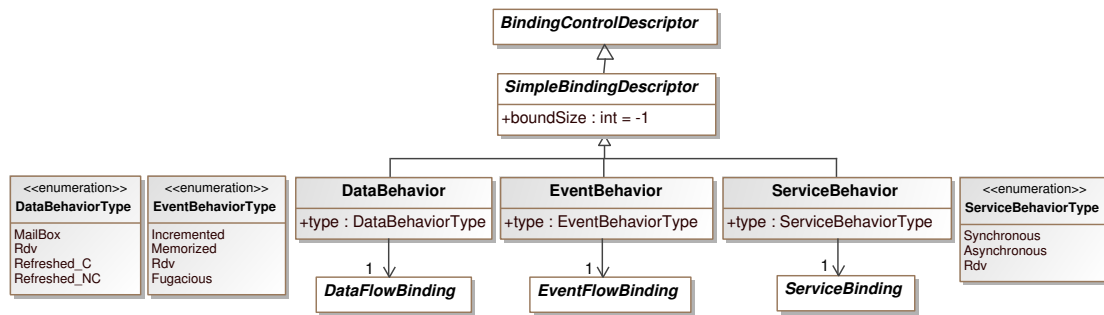 BindingControlDescriptor
SimpleBindingDescriptor
+boundSize : int = -1
<<enumeration>>
DataBehaviorType
MailBox
Rdv
Refreshed_C
Refreshed_NC
<<enumeration>>
EventBehaviorType
Incremented
Memorized
Rdv
Fugacious
DataBehavior
+type : DataBehaviorType
EventBehavior
+type : EventBehaviorType
ServiceBehavior
+type : ServiceBehaviorType
<<enumeration>>
ServiceBehaviorType
Synchronous
Asynchronous
Rdv
1
DataFlowBinding
1
EventFlowBinding
1
ServiceBinding